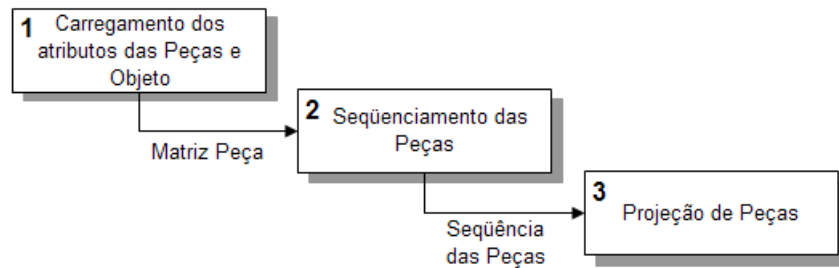 1 Carregamento dos
atributos das Peças e
Objeto
Matriz Peça
2 Seqüenciamento das
Peças
Seqüência
das Peças
3
Projeção de Peças